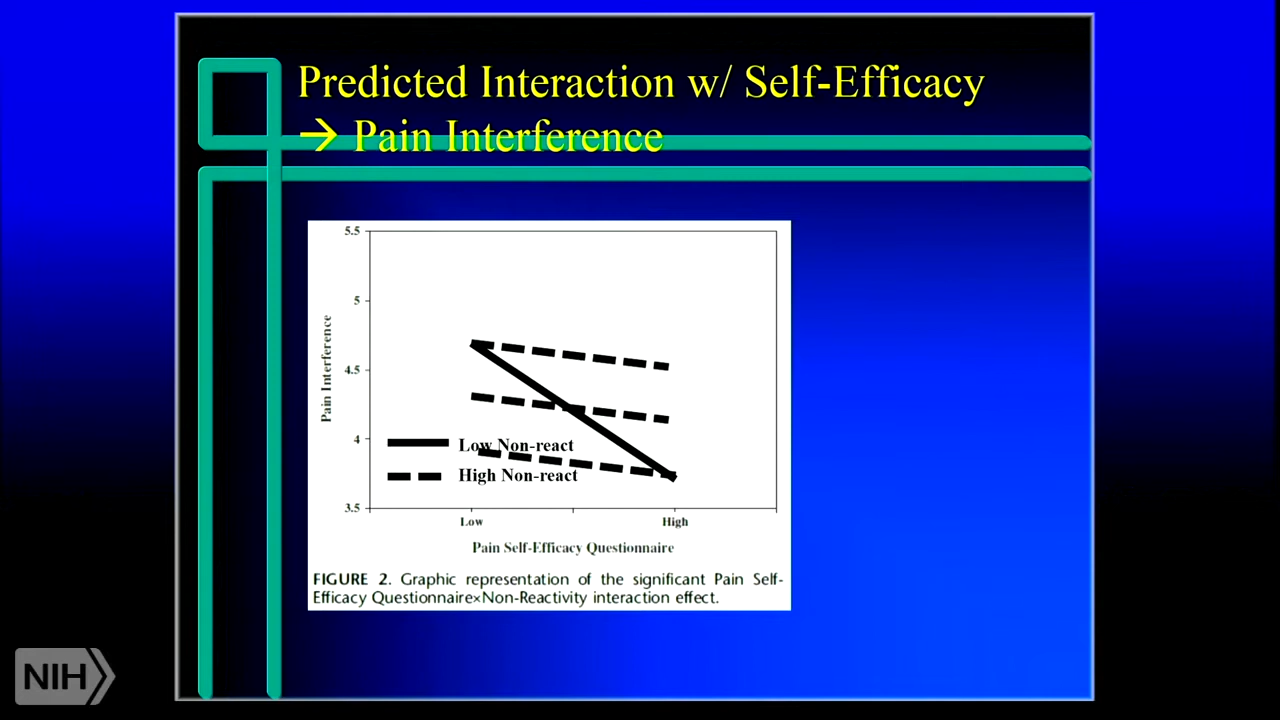 Predicted Interaction w/ Self-Efficacy
→ Pain Interference
5.5
5
4.5
4
3.5
Pain Interference
Low Non-react
High Non-react
Low
High
Pain Self-Efficacy Questionnaire
FIGURE 2. Graphic representation of the significant Pain Self-
Efficacy Questionnaire×Non-Reactivity interaction effect.
NIH